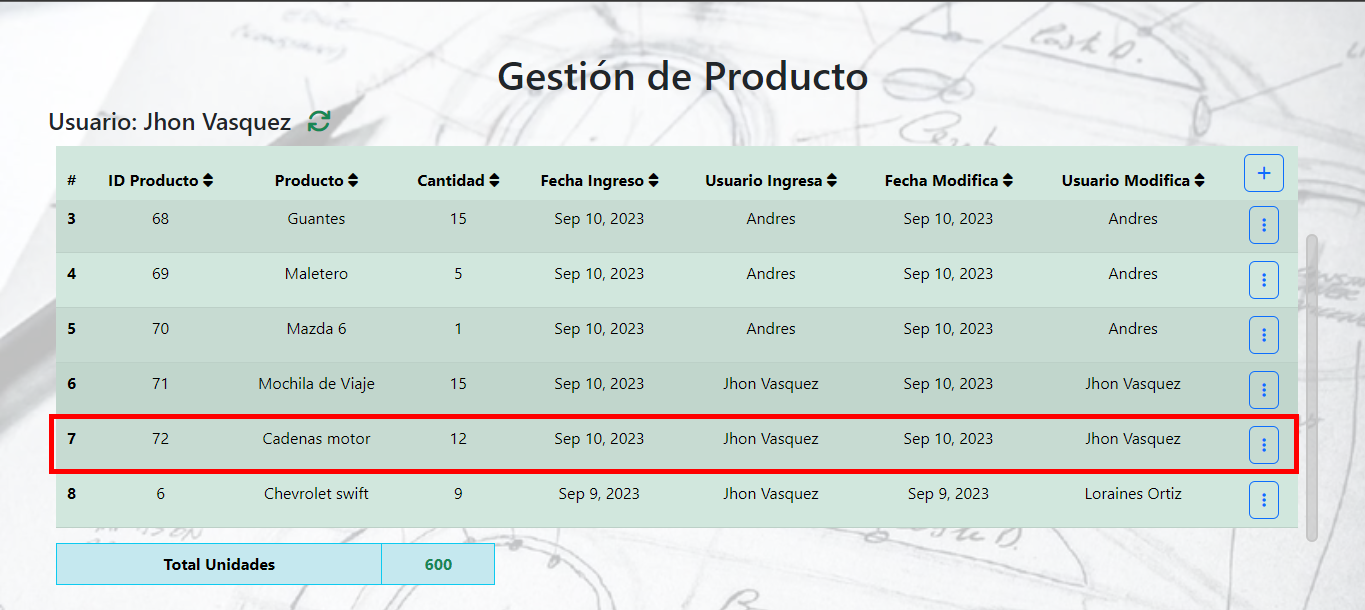 Gestión de Producto
Usuario: Jhon Vasquez
# ID Producto Producto Cantidad Fecha Ingreso Usuario Ingresa Fecha Modifica Usuario Modifica +
3 68 Guantes 15 Sep 10, 2023 Andres Sep 10, 2023 Andres
4 69 Maletero 5 Sep 10, 2023 Andres Sep 10, 2023 Andres
5 70 Mazda 6 1 Sep 10, 2023 Andres Sep 10, 2023 Andres
6 71 Mochila de Viaje 15 Sep 10, 2023 Jhon Vasquez Sep 10, 2023 Jhon Vasquez
7 72 Cadenas motor 12 Sep 10, 2023 Jhon Vasquez Sep 10, 2023 Jhon Vasquez
8 6 Chevrolet swift 9 Sep 9, 2023 Jhon Vasquez Sep 9, 2023 Loraines Ortiz
Total Unidades 600